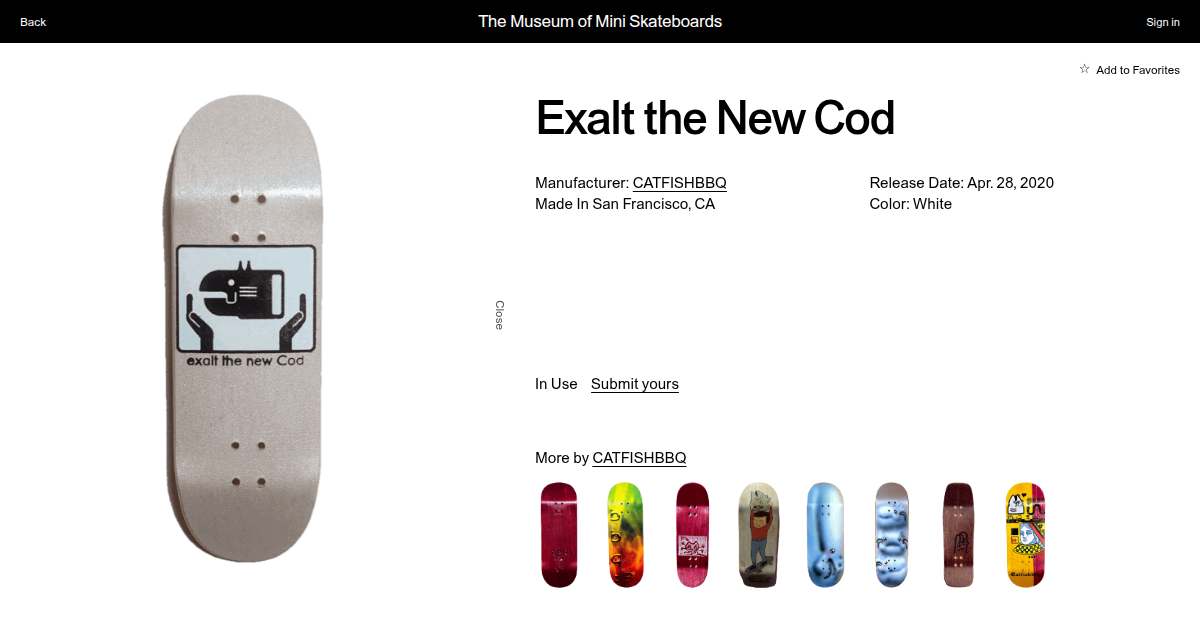 Back
The Museum of Mini Skateboards
Sign in
☆ Add to Favorites
Exalt the New Cod
Manufacturer: CATFISHBBQ
Made In San Francisco, CA
Release Date: Apr. 28, 2020
Color: White
exalt the new Cod
Close
In Use Submit yours
More by CATFISHBBQ